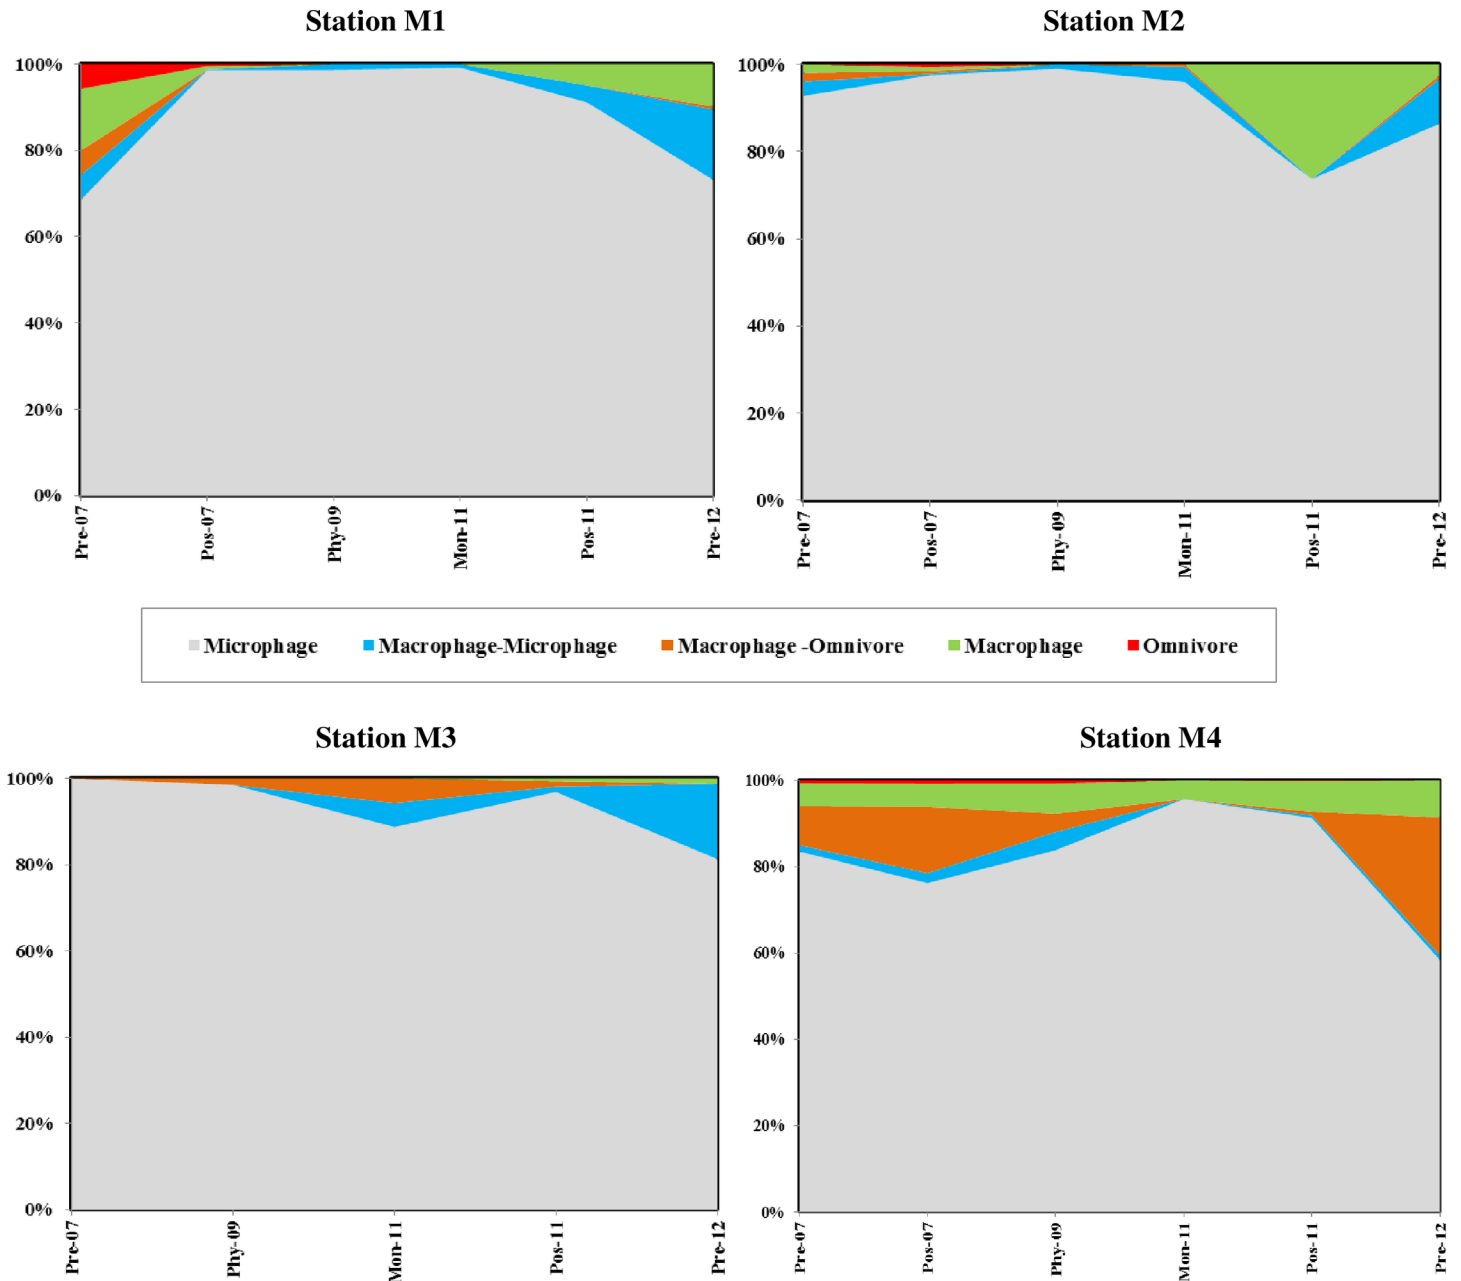 Station M1
100%
80%
60%
40%
20%
0%
Pre-07
Pos-07
Phy-09
Mon-11
Pos-11
Pre-12
Station M2
100%
80%
60%
40%
20%
0%
Pre-07
Pos-07
Phy-09
Mon-11
Pos-11
Pre-12
Microphage Macrophage-Microphage Macrophage -Omnivore Macrophage Omnivore
Station M3
100%
80%
60%
40%
20%
0%
Pre-07
Phy-09
Mon-11
Pos-11
Pre-12
Station M4
100%
80%
60%
40%
20%
0%
Pre-07
Pos-07
Phy-09
Mon-11
Pos-11
Pre-12